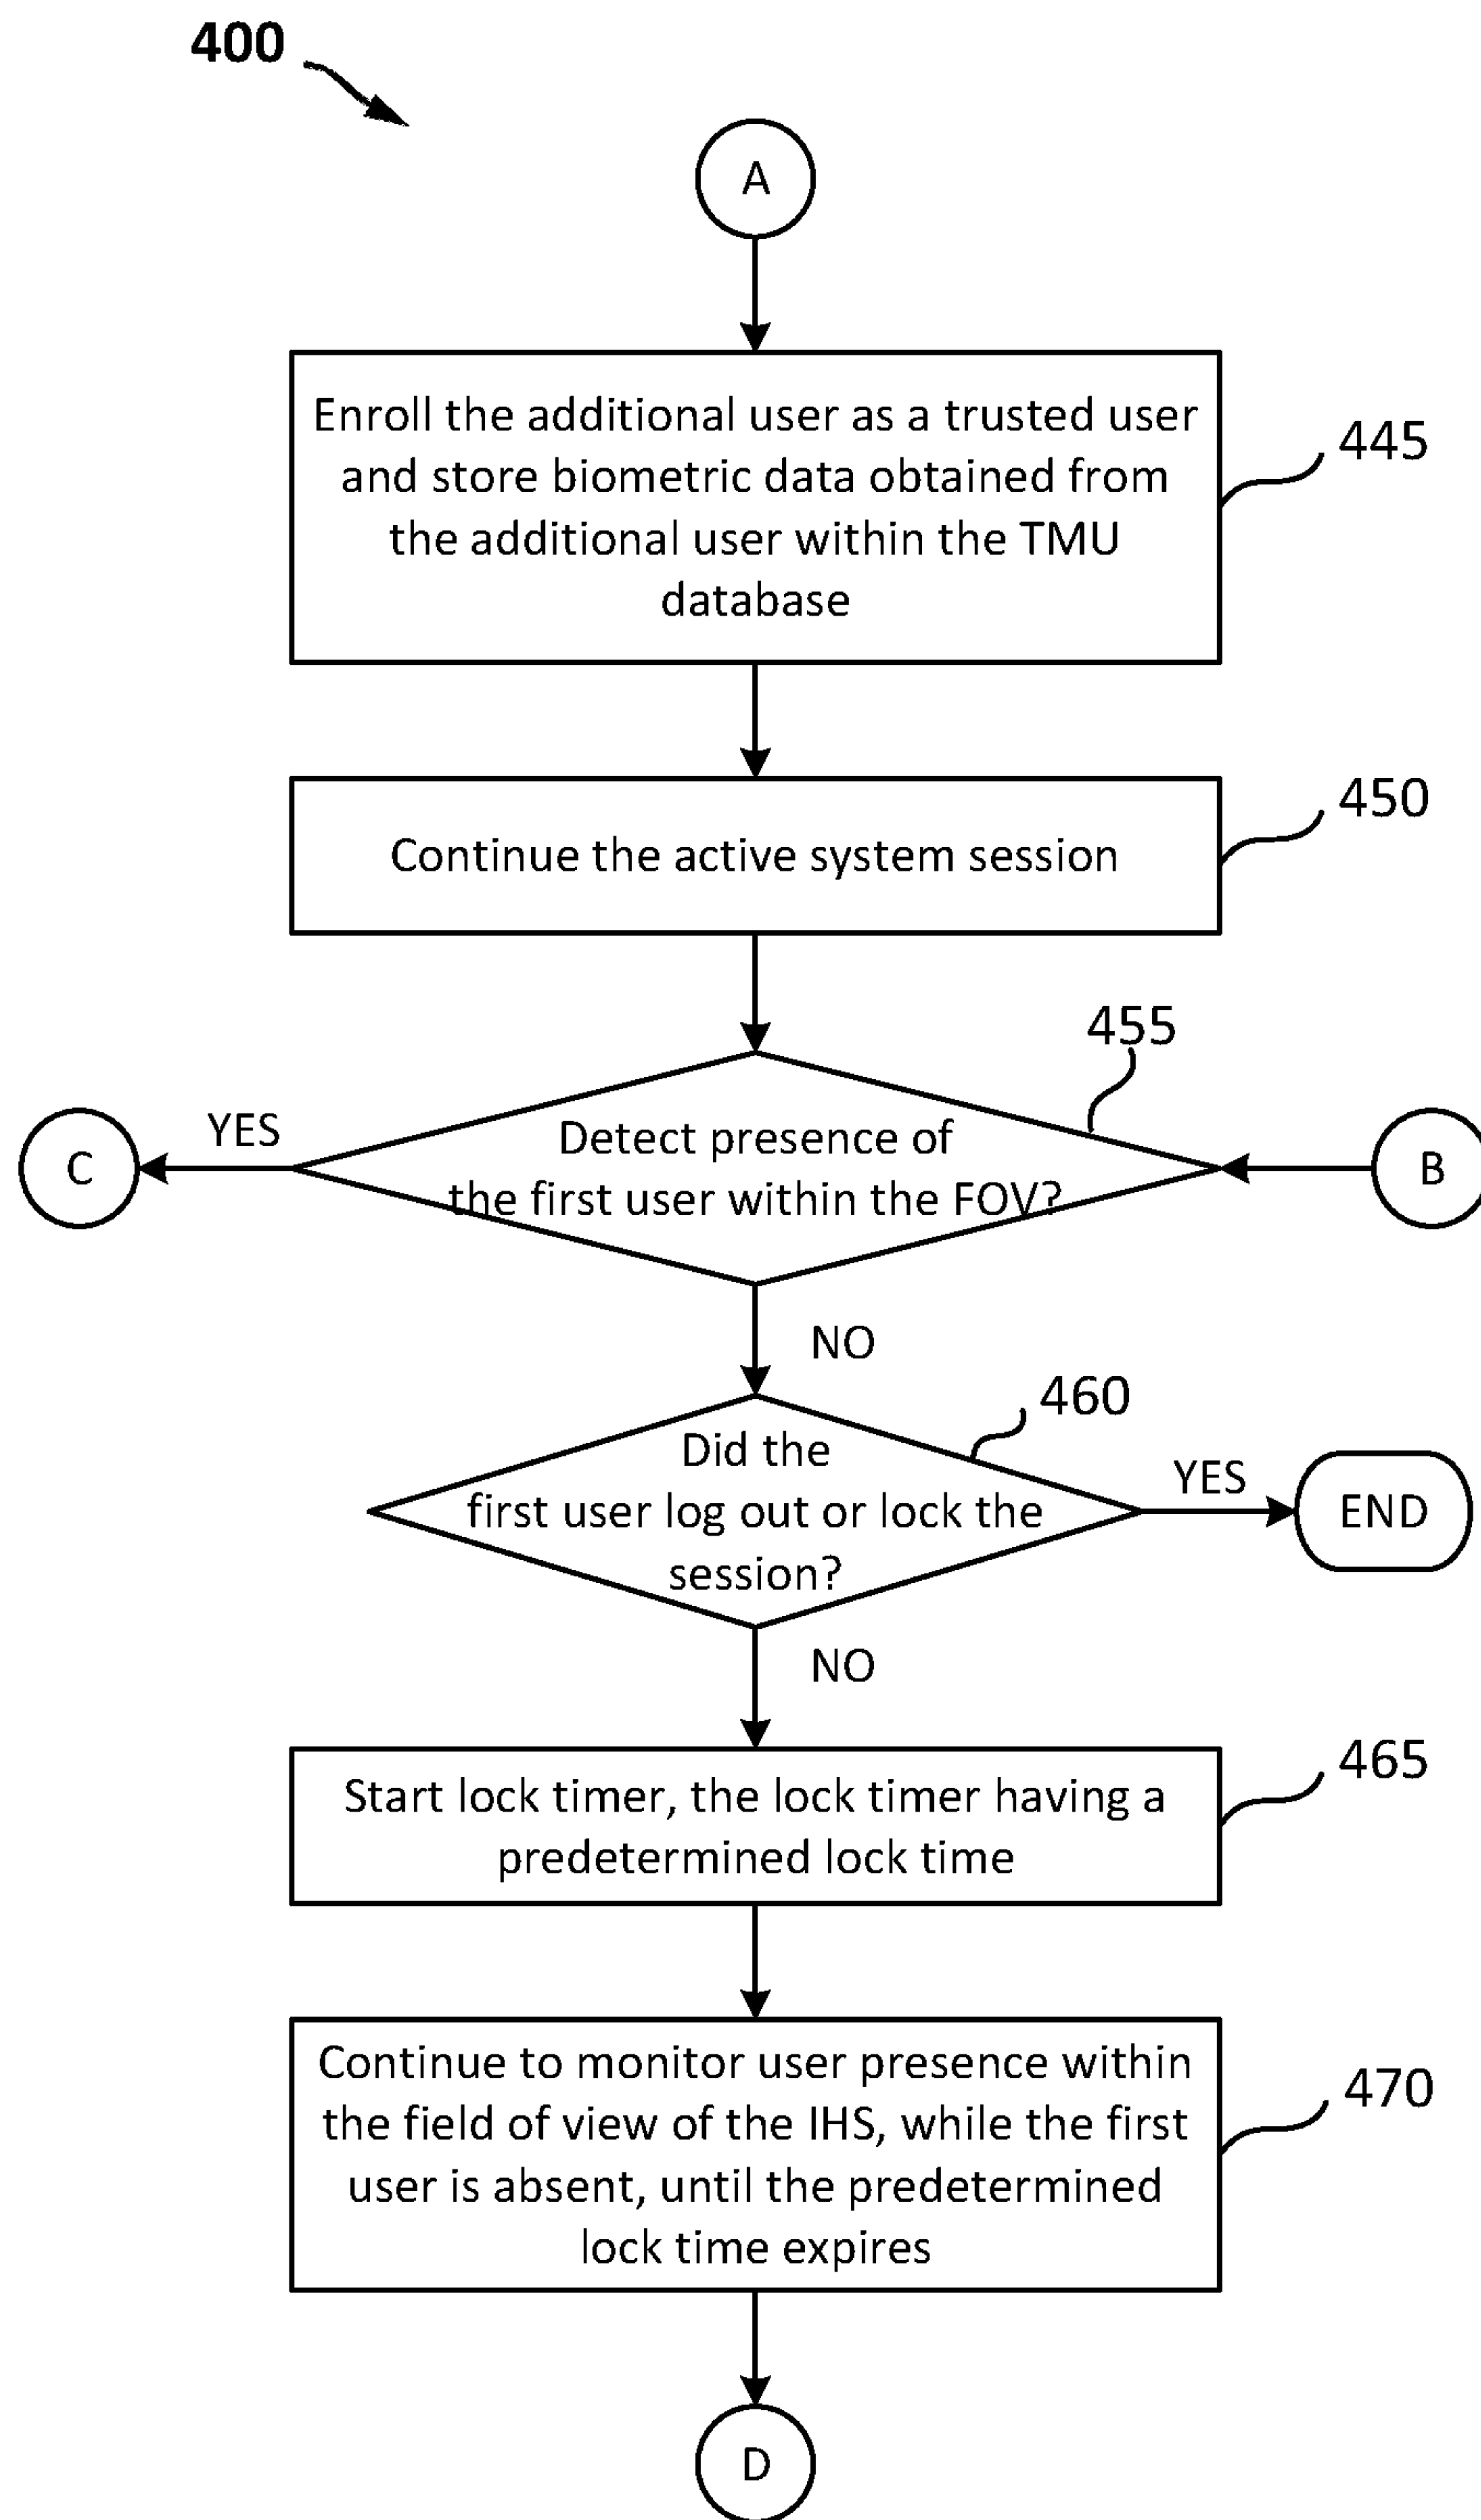 400
A
Enroll the additional user as a trusted user
and store biometric data obtained from
the additional user within the TMU
database
445
Continue the active system session
450
455
Detect presence of
the first user within the FOV?
YES
C
B
NO
460
Did the
first user log out or lock the
session?
YES
END
NO
Start lock timer, the lock timer having a
predetermined lock time
465
Continue to monitor user presence within
the field of view of the IHS, while the first
user is absent, until the predetermined
lock time expires
470
D